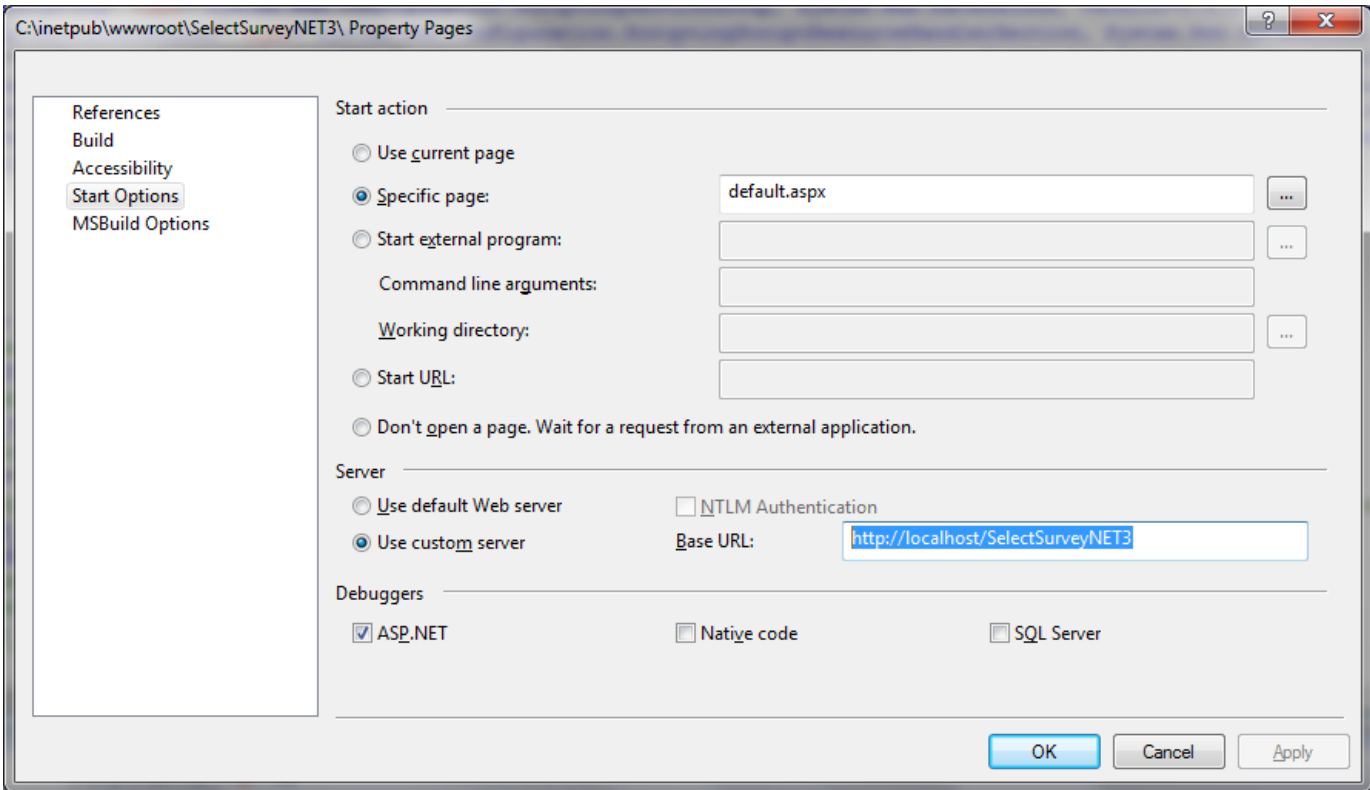 C:\inetpub\wwwroot\SelectSurveyNET3\ Property Pages
References
Build
Accessibility
Start Options
MSBuild Options
Start action
Use current page
Specific page: default.aspx ...
Start external program: ...
Command line arguments:
Working directory: ...
Start URL:
Don't open a page. Wait for a request from an external application.
Server
Use default Web server NTLM Authentication
Use custom server Base URL: http://localhost/SelectSurveyNET3
Debuggers
ASP.NET Native code SQL Server
OK Cancel Apply